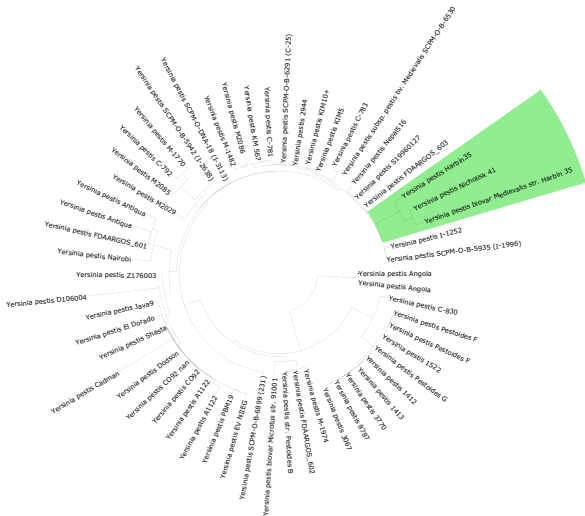 Yersinia pestis subsp. pestis bv. Medievalis SCPM-O-B-6530
Yersinia pestis Nepal516
Yersinia pestis S19960127
Yersinia pestis FDAARGOS_603
Yersinia pestis Harbin35
Yersinia pestis Nicholisk 41
Yersinia pestis biovar Medievalis str. Harbin 35
Yersinia pestis I-1252
Yersinia pestis SCPM-O-B-5935 (I-1996)
Yersinia pestis Angola
Yersinia pestis Angola
Yersinia pestis C-830
Yersinia pestis Pestoides F
Yersinia pestis Pestoides F
Yersinia pestis 1522
Yersinia pestis Pestoides G
Yersinia pestis 1412
Yersinia pestis 1413
Yersinia pestis 3770
Yersinia pestis 8787
Yersinia pestis 3067
Yersinia pestis M-1974
Yersinia pestis FDAARGOS_602
Yersinia pestis str. Pestoides B
Yersinia pestis biovar Microtus str. 91001
Yersinia pestis SCPM-O-B-6899 (231)
Yersinia pestis EV NIIEG
Yersinia pestis PBM19
Yersinia pestis A1122
Yersinia pestis A1122
Yersinia pestis CO92
Yersinia pestis CO92_nan
Yersinia pestis Dodson
Yersinia pestis Cadman
Yersinia pestis Shasta
Yersinia pestis El Dorado
Yersinia pestis Java9
Yersinia pestis D106004
Yersinia pestis Z176003
Yersinia pestis Nairobi
Yersinia pestis FDAARGOS_601
Yersinia pestis Antiqua
Yersinia pestis Antiqua
Yersinia pestis M2029
Yersinia pestis M2085
Yersinia pestis C-792
Yersinia pestis M-1770
Yersinia pestis SCPM-O-B-5942 (I-2638)
Yersinia pestis SCPM-O-DNA-18 (I-3113)
Yersinia pestis M-1482
Yersinia pestis M2086
Yersinia pestis KM 567
Yersinia pestis C-781
Yersinia pestis SCPM-O-B-6291 (C-25)
Yersinia pestis 2944
Yersinia pestis KIM10+
Yersinia pestis KIM5
Yersinia pestis C-783